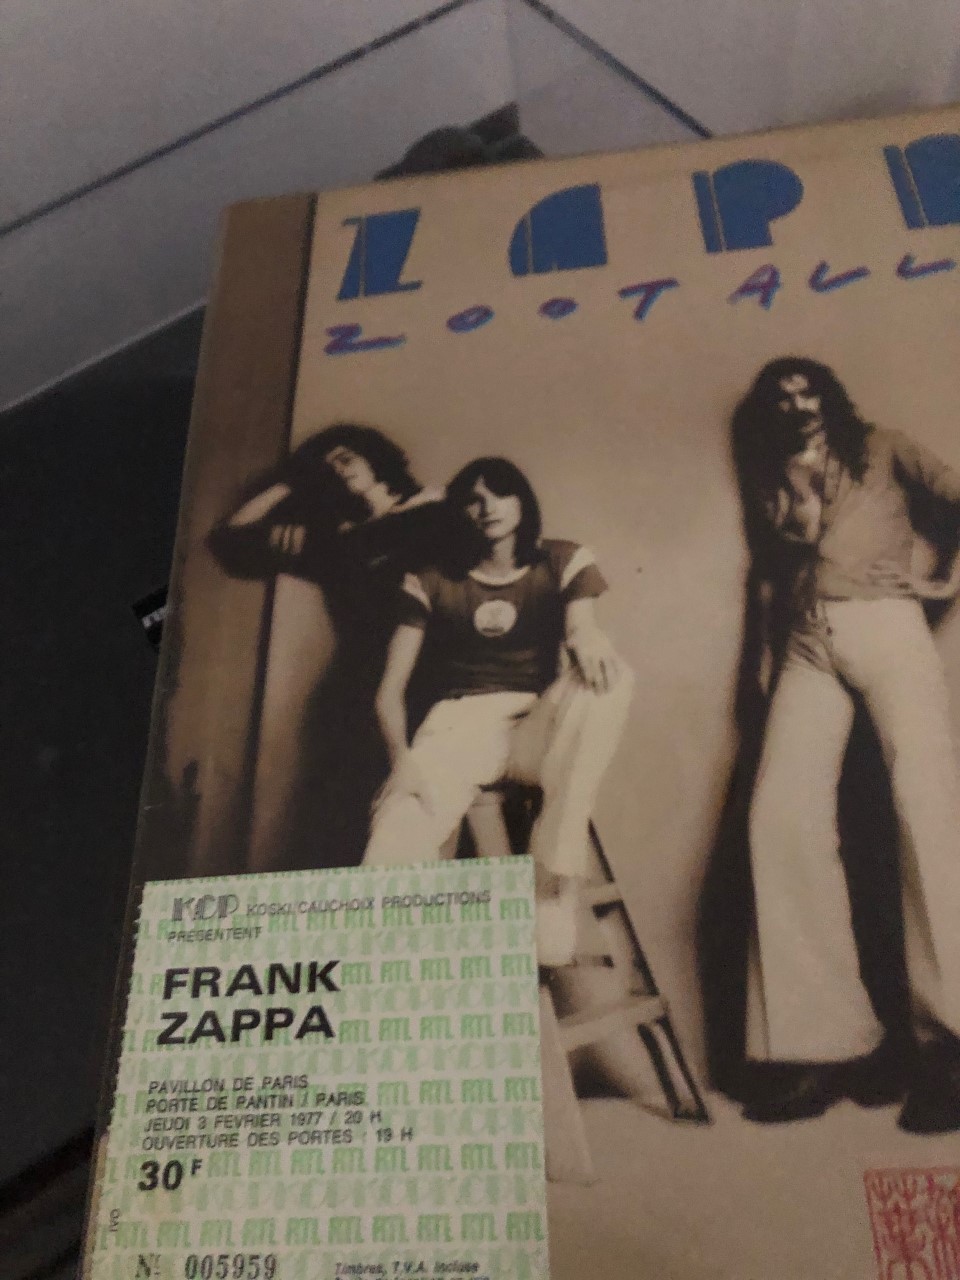 ZAPP
ZOOT ALL
KCP KOSKI/CAUCHOIX PRODUCTIONS
PRESENTENT
FRANK
ZAPPA
PAVILLON DE PARIS
PORTE DE PANTIN / PARIS
JEUDI 3 FEVRIER 1977 / 20 H
OUVERTURE DES PORTES : 19 H
30 F
Nº 005959
Timbres, T.V.A. incluse